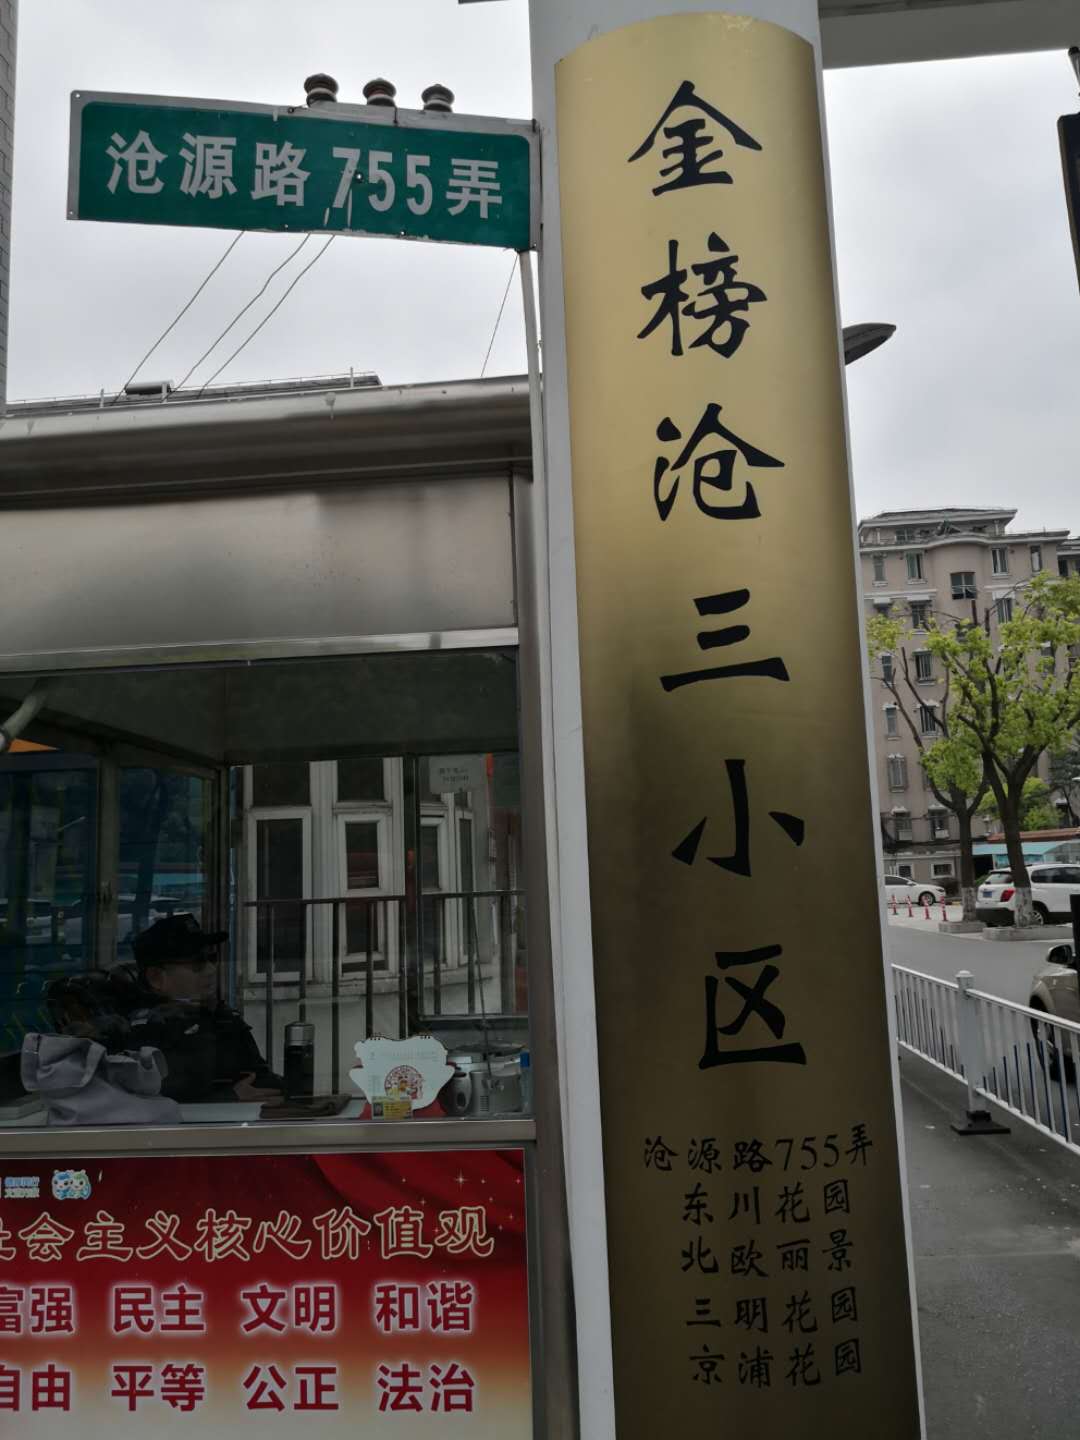 沧源路755弄
金榜沧三小区
沧源路755弄
东川花园
北欧丽景
三明花园
京浦花园
社会主义核心价值观
富强 民主 文明 和谐
自由 平等 公正 法治